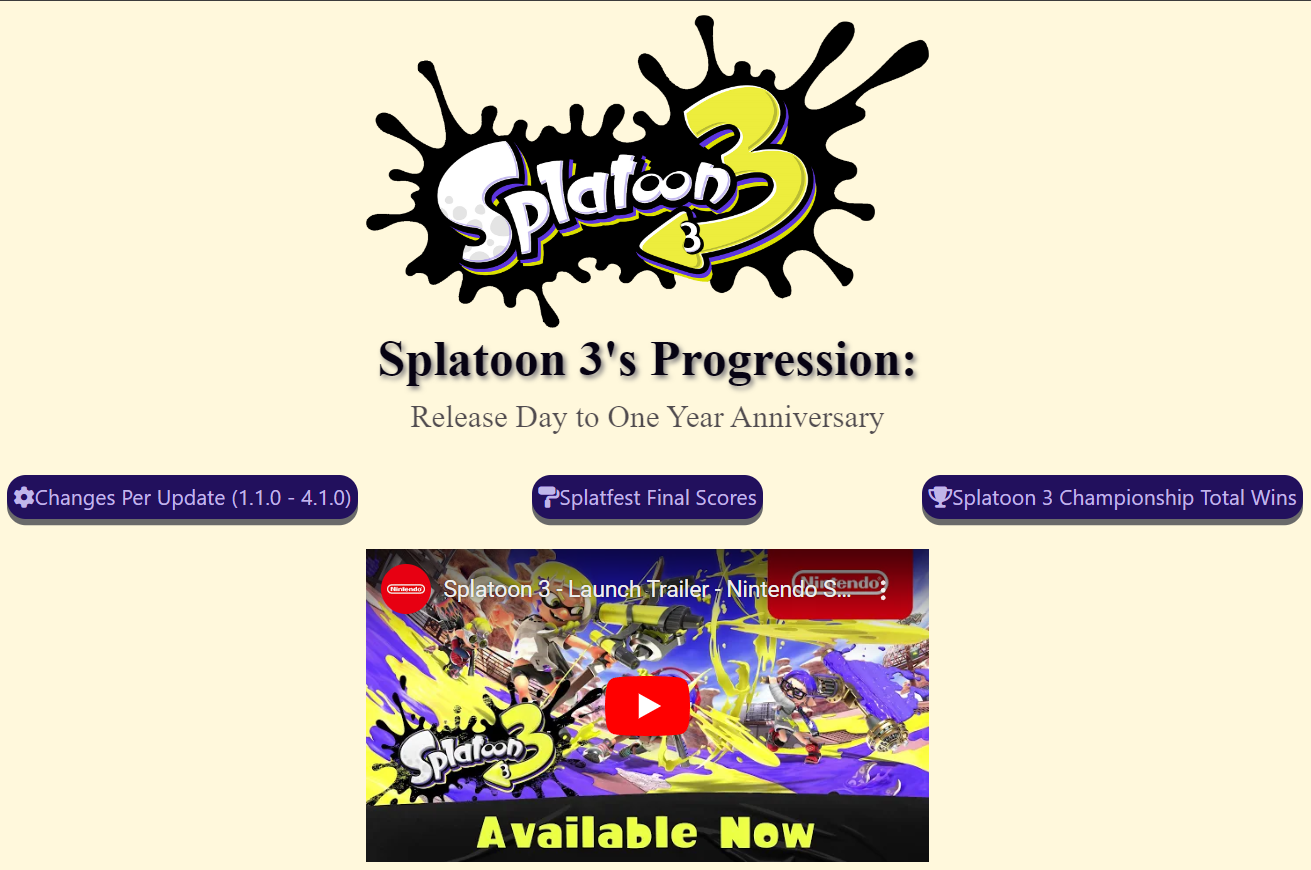 Splatoon 3
3
Splatoon 3's Progression:
Release Day to One Year Anniversary
Changes Per Update (1.1.0 - 4.1.0)
Splatfest Final Scores
Splatoon 3 Championship Total Wins
Nintendo
Splatoon 3 - Launch Trailer - Nintendo S...
Nintendo
Splatoon 3
3
Available Now